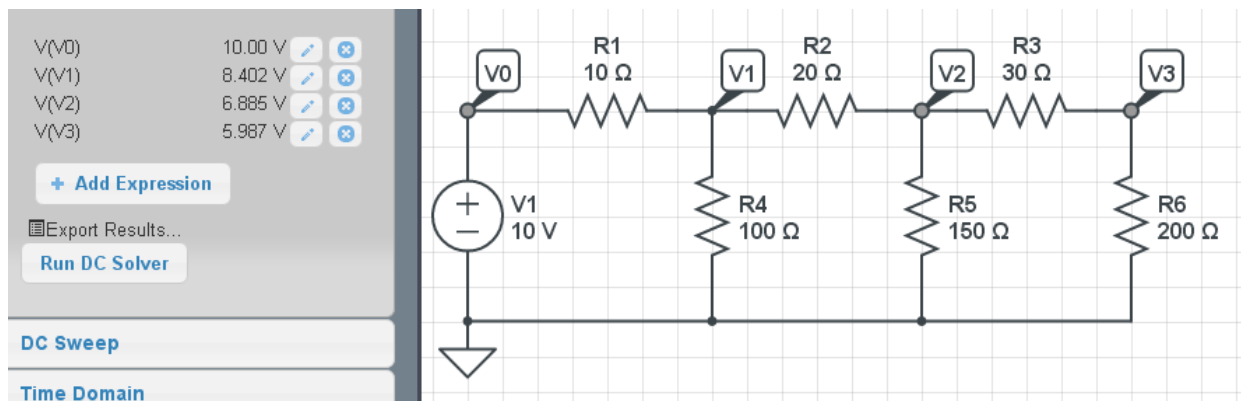 V(V0) 10.00 V
V(V1) 8.402 V
V(V2) 6.885 V
V(V3) 5.987 V
+ Add Expression
Export Results...
Run DC Solver
DC Sweep
Time Domain
R1
10 Ω
R2
20 Ω
R3
30 Ω
V0
V1
V2
V3
V1
10 V
R4
100 Ω
R5
150 Ω
R6
200 Ω